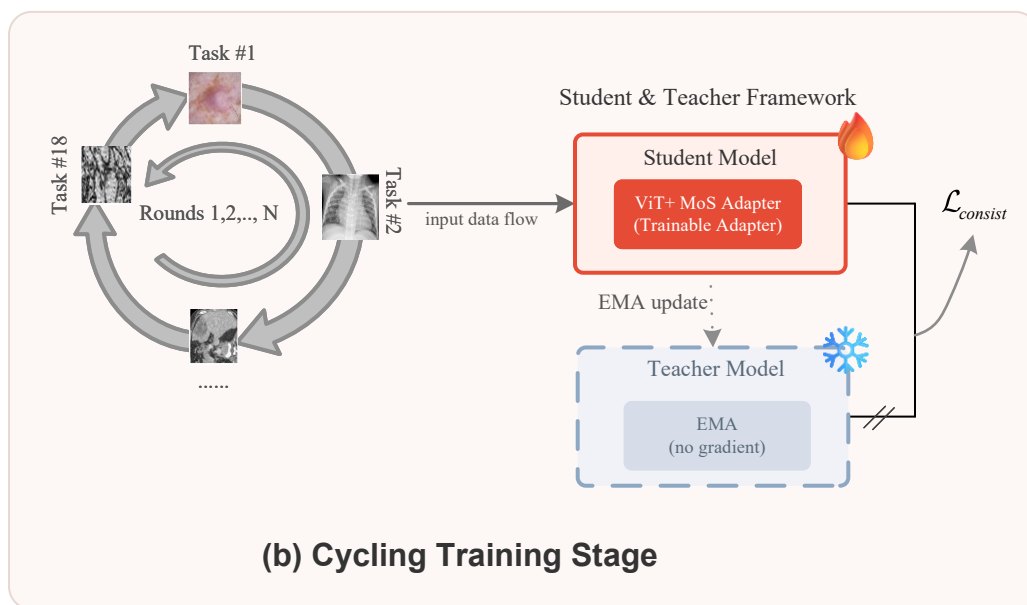 Task #1
Task #18
Rounds 1,2,.., N
Task #2
......
input data flow
Student & Teacher Framework
Student Model
ViT+ MoS Adapter
(Trainable Adapter)
ℒconsist
EMA update
Teacher Model
EMA
(no gradient)
(b) Cycling Training Stage